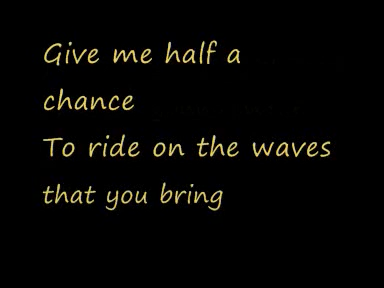 Give me half a
chance
To ride on the waves
that you bring